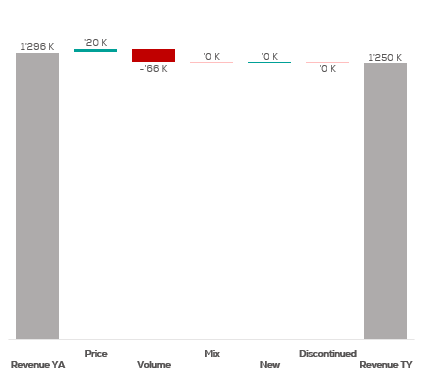 1'296 K
'20 K
-'66 K
'0 K
'0 K
'0 K
1'250 K
Revenue YA
Price
Volume
Mix
New
Discontinued
Revenue TY